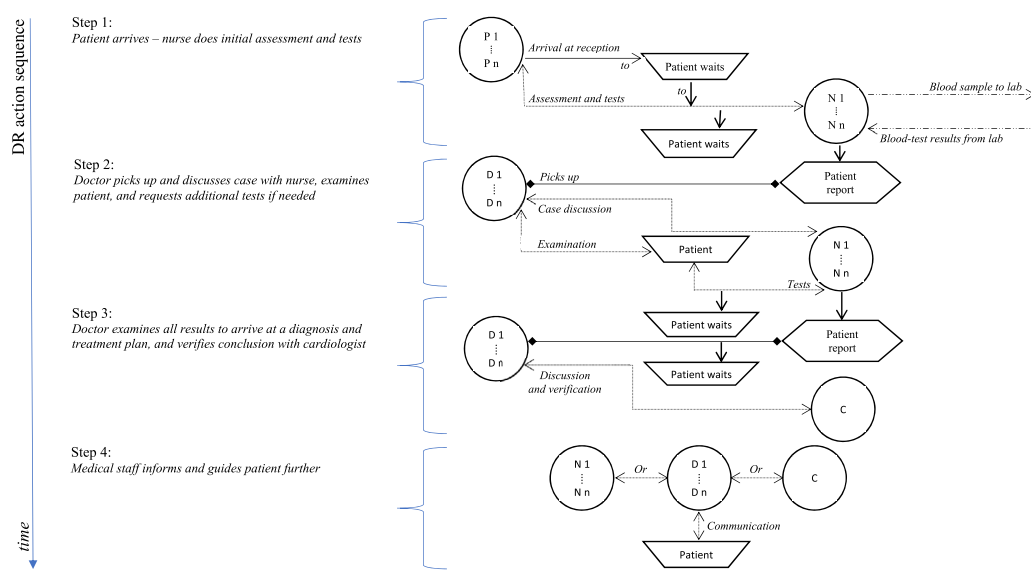 DR action sequence
time
Step 1:
Patient arrives – nurse does initial assessment and tests
P 1
P n
Arrival at reception
to
Patient waits
to
Assessment and tests
N 1
N n
Blood sample to lab
Blood-test results from lab
Patient waits
Step 2:
Doctor picks up and discusses case with nurse, examines
patient, and requests additional tests if needed
D 1
D n
Picks up
Patient
report
Case discussion
Examination
Patient
N 1
N n
Tests
Step 3:
Doctor examines all results to arrive at a diagnosis and
treatment plan, and verifies conclusion with cardiologist
Patient waits
D 1
D n
Patient
report
Patient waits
Discussion
and verification
C
Step 4:
Medical staff informs and guides patient further
N 1
N n
Or
D 1
D n
Or
C
Communication
Patient